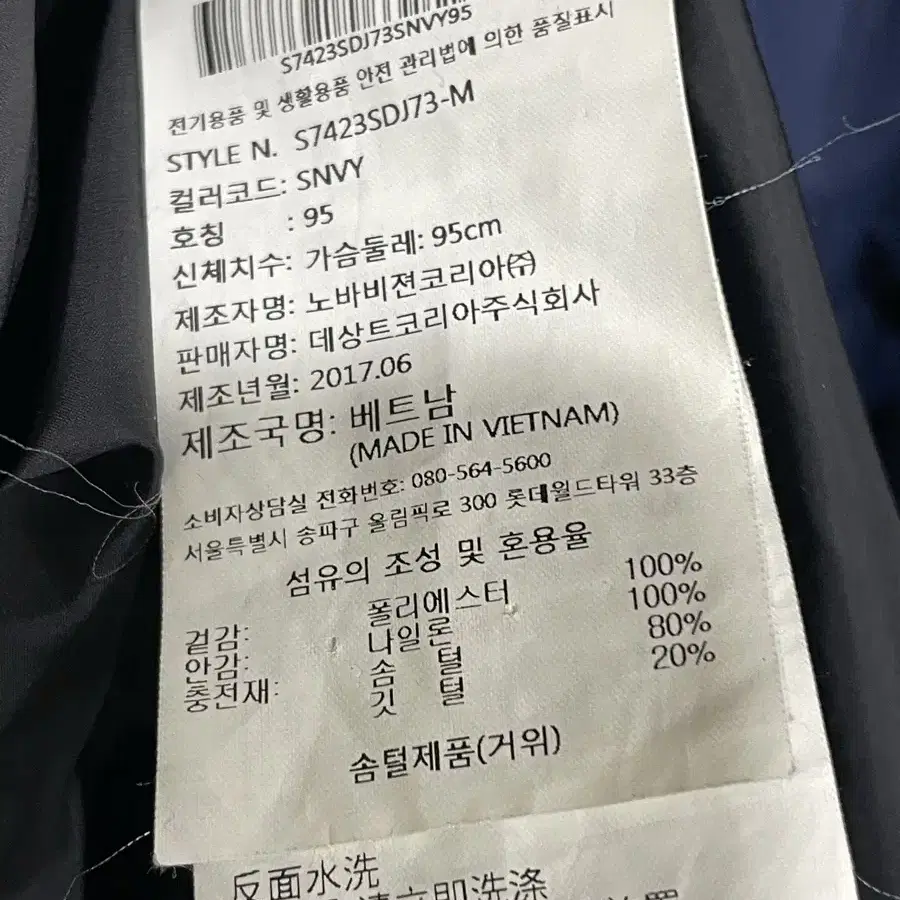 S7423SDJ73SNVY95
전기용품 및 생활용품 안전 관리법에 의한 품질표시
STYLE N. S7423SDJ73-M
컬러코드: SNVY
호칭 : 95
신체치수: 가슴둘레: 95cm
제조자명: 노바비젼코리아㈜
판매자명: 데상트코리아주식회사
제조년월: 2017.06
제조국명: 베트남
(MADE IN VIETNAM)
소비자상담실 전화번호: 080-564-5600
서울특별시 송파구 올림픽로 300 롯데월드타워 33층
섬유의 조성 및 혼용율
겉감: 폴리에스터 100%
안감: 나일론 100%
충전재: 솜 털 80%
깃 털 20%
솜털제품(거위)
反面水洗
立即洗涤